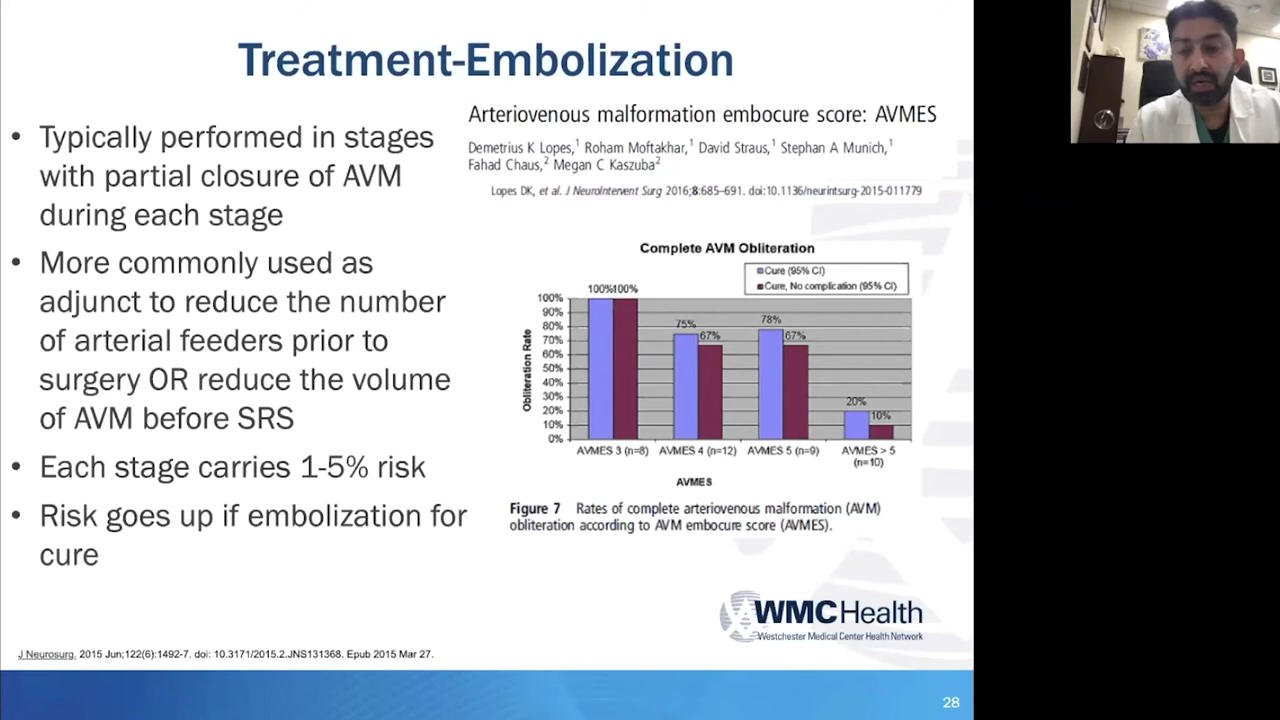 Treatment-Embolization
• Typically performed in stages
with partial closure of AVM
during each stage
• More commonly used as
adjunct to reduce the number
of arterial feeders prior to
surgery OR reduce the volume
of AVM before SRS
• Each stage carries 1-5% risk
• Risk goes up if embolization for
cure
Arteriovenous malformation embocure score: AVMES
Demetrius K Lopes,1 Roham Moftakhar,1 David Straus,1 Stephan A Munich,1
Fahad Chaus,2 Megan C Kaszuba2
Lopes DK, et al. J NeuroIntervent Surg 2016;8:685–691. doi:10.1136/neurintsurg-2015-011779
Complete AVM Obliteration
Cure (95% CI)
Cure, No complication (95% CI)
Obliteration Rate
100%
90%
80%
70%
60%
50%
40%
30%
20%
10%
0%
100% 100%
75% 67%
78% 67%
20% 10%
AVMES 3 (n=8) AVMES 4 (n=12) AVMES 5 (n=9) AVMES > 5
(n=10)
AVMES
Figure 7 Rates of complete arteriovenous malformation (AVM)
obliteration according to AVM embocure score (AVMES).
WMCHealth
Westchester Medical Center Health Network
J Neurosurg. 2015 Jun;122(6):1492-7. doi: 10.3171/2015.2.JNS131368. Epub 2015 Mar 27.
28